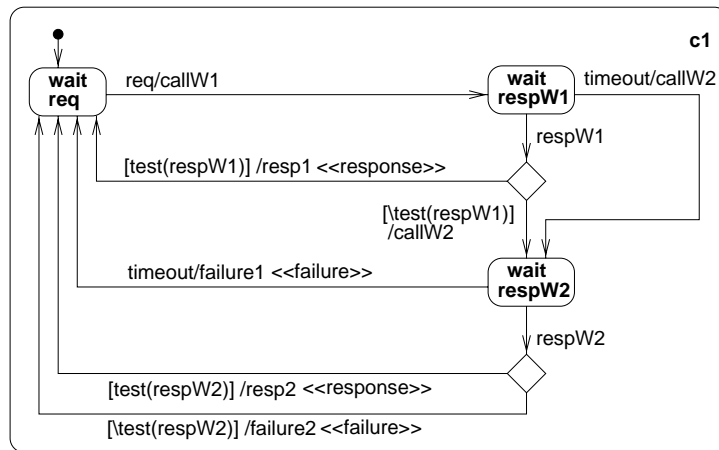 c1
wait
req
req/callW1
wait
respW1
timeout/callW2
respW1
[test(respW1)] /resp1 <<response>>
[\test(respW1)]
/callW2
timeout/failure1 <<failure>>
wait
respW2
respW2
[test(respW2)] /resp2 <<response>>
[\test(respW2)] /failure2 <<failure>>